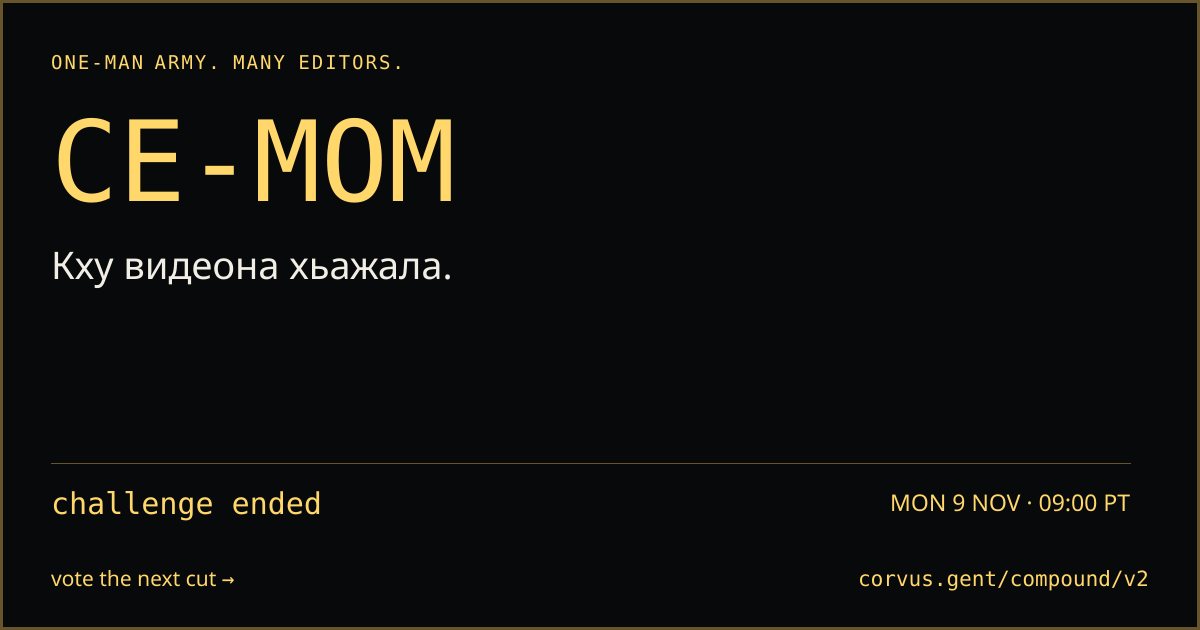 ONE-MAN ARMY. MANY EDITORS.
CE-MOM
Кху видеона хьажала.
challenge ended
MON 9 NOV · 09:00 PT
vote the next cut →
corvus.gent/compound/v2